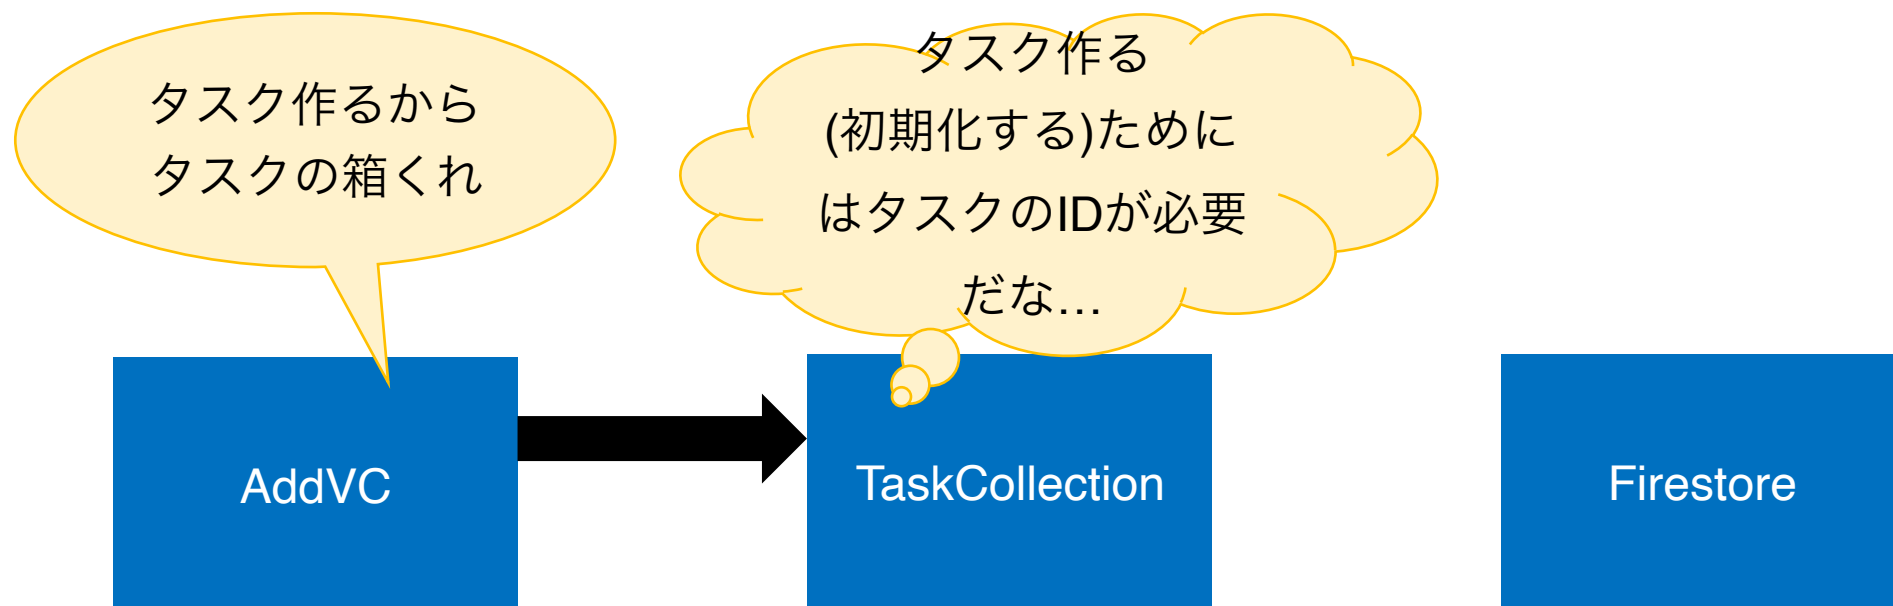 タスク作るから
タスクの箱くれ
タスク作る
(初期化する)ために
はタスクのIDが必要
だな…
AddVC
TaskCollection
Firestore